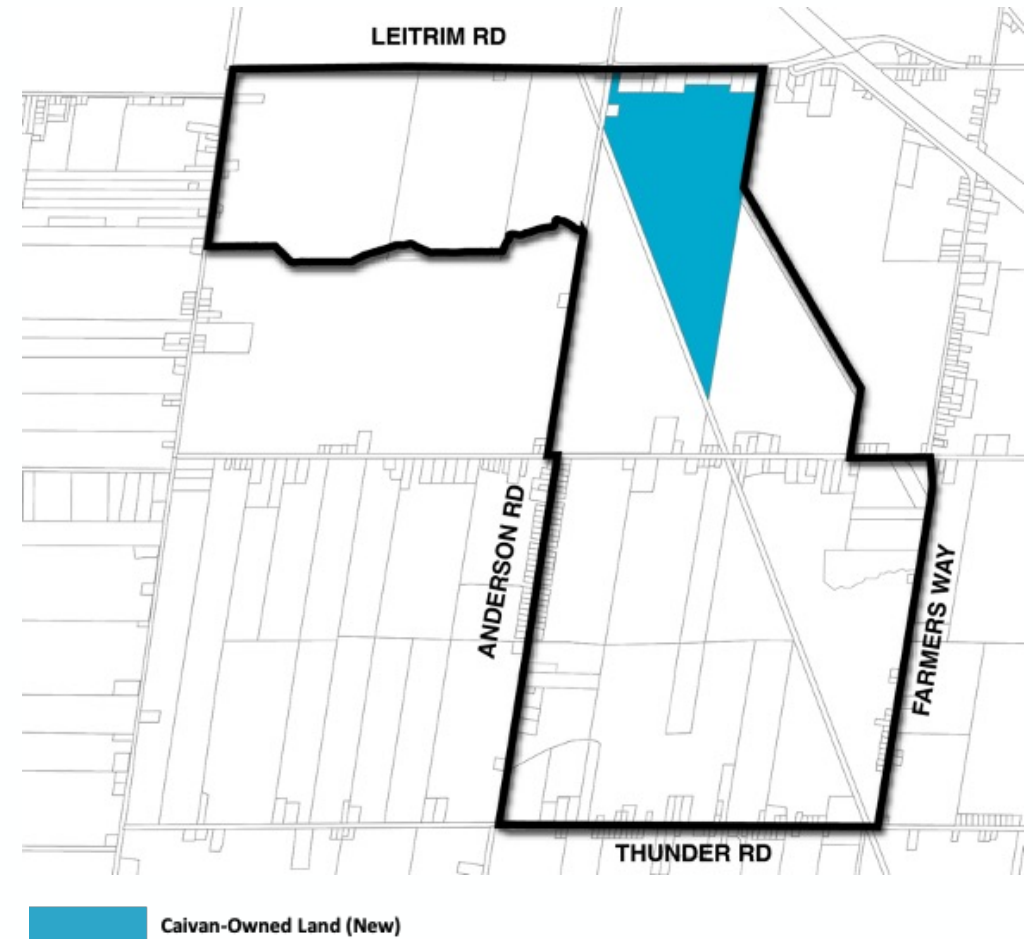 LEITRIM RD
ANDERSON RD
FARMERS WAY
THUNDER RD
Caivan-Owned Land (New)